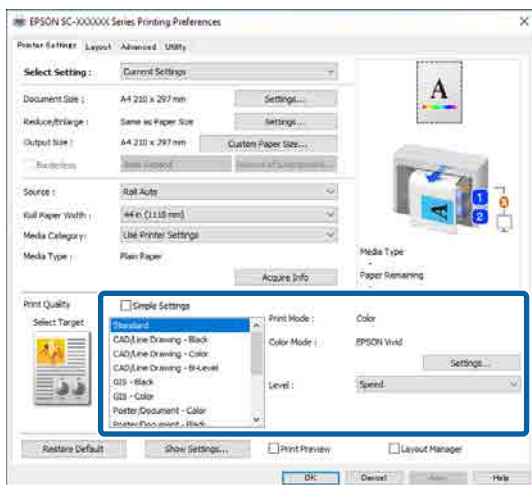 EPSON SC-XXXXXX Series Printing Preferences
Printer Settings Layout Advanced Utility
Select Setting : Current Settings
Document Size : A4 210 x 297 mm Settings...
Reduce/Enlarge : Same as Paper Size Settings...
Output Size : A4 210 x 297 mm Custom Paper Size...
Borderless
Source : Roll Auto
Roll Paper Width : 44 in (1118 mm)
Media Category: Use Printer Settings
Media Type : Plain Paper
Acquire Info
A
A
1
2
Media Type
-
Paper Remaining
-
Print Quality
Select Target
Simple Settings
Standard
CAD/Line Drawing - Black
CAD/Line Drawing - Color
CAD/Line Drawing - Bi-Level
GIS - Black
GIS - Color
Poster/Document - Color
Poster/Document - Black
Print Mode : Color
Color Mode : EPSON Vivid
Settings...
Level : Speed
Restore Default Show Settings... Print Preview Layout Manager
OK Cancel Help